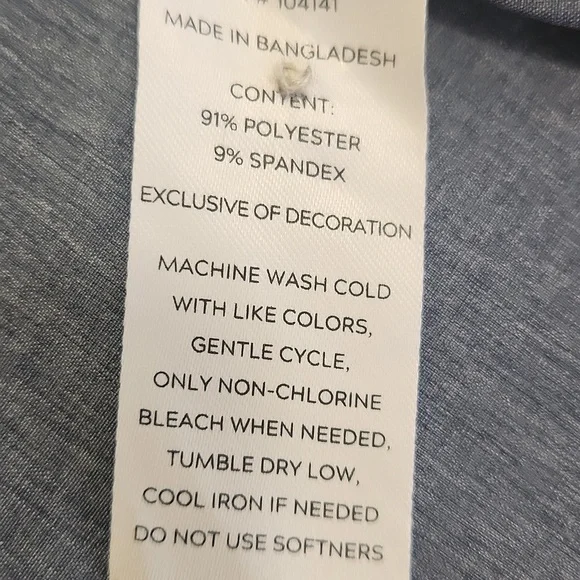 # 104141
MADE IN BANGLADESH
CONTENT:
91% POLYESTER
9% SPANDEX
EXCLUSIVE OF DECORATION
MACHINE WASH COLD
WITH LIKE COLORS,
GENTLE CYCLE,
ONLY NON-CHLORINE
BLEACH WHEN NEEDED,
TUMBLE DRY LOW,
COOL IRON IF NEEDED
DO NOT USE SOFTNERS